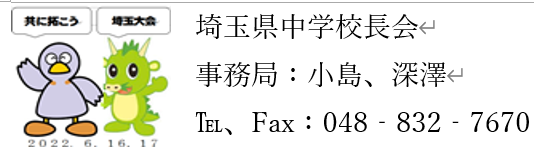 共に拓こう 埼玉大会
2022. 6. 16. 17
埼玉県中学校長会↵
事務局：小島、深澤↵
℡、Fax：048‐832‐7670